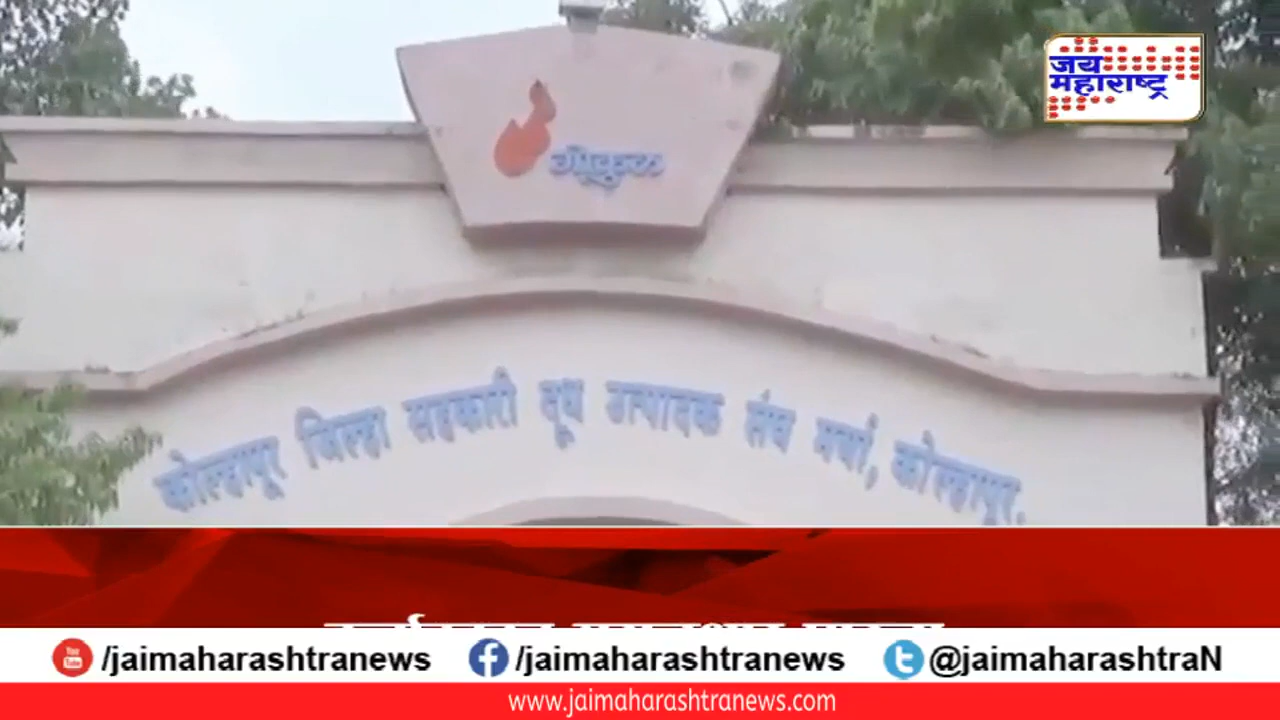 जय
महाराष्ट्र
गोकुळ
कोल्हापूर जिल्हा सहकारी दूध उत्पादक संघ मर्या, कोल्हापूर.
/jaimaharashtranews /jaimaharashtranews @jaimaharashtraN
www.jaimaharashtranews.com